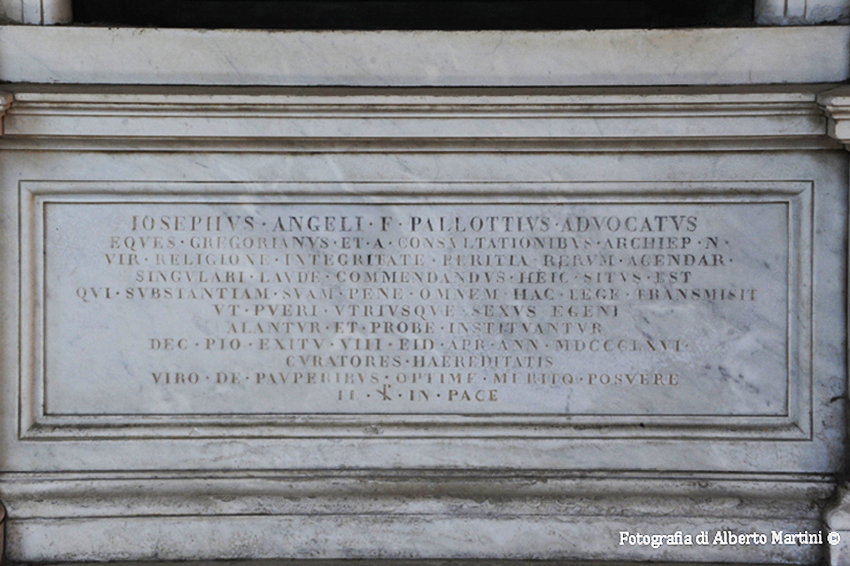 IOSEPHVS · ANGELI · F · PALLOTTIVS · ADVOCATVS
EQVES · GREGORIANVS · ET · A · CONSVLTATIONIBVS · ARCHIEP · N ·
VIR · RELIGIONE · INTEGRITATE · PERITIA · RERVM · AGENDAR ·
SINGVLARI · LAVDE · COMMENDANDVS · HEIC · SITVS · EST
QVI · SVBSTANTIAM · SVAM · PENE · OMNEM · HAC · LEGE · TRANSMISIT
VT · PVERI · VTRIVSQVE · SEXVS · EGENI
ALANTVR · ET · PROBE · INSTITVANTVR
DEC · PIO · EXITV · VIII · EID · APR · ANN · MDCCCLXVI ·
CVRATORES · HAEREDITATIS
VIRO · DE · PAVPERIBVS · OPTIME · MERITO · POSVERE
II · ☧ · IN · PACE
Fotografia di Alberto Martini ©